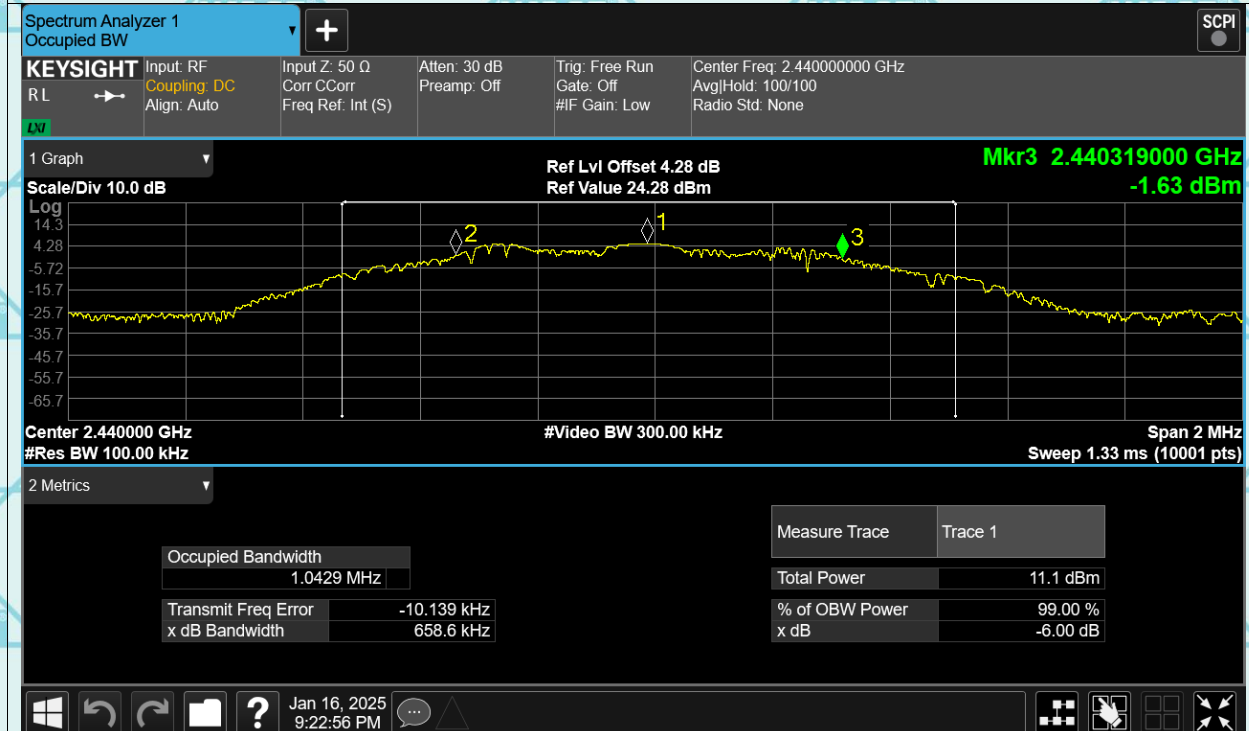 Spectrum Analyzer 1
Occupied BW
SCPI
KEYSIGHT
R L
LXI
Input: RF
Coupling: DC
Align: Auto
Input Z: 50 Ω
Corr CCorr
Freq Ref: Int (S)
Atten: 30 dB
Preamp: Off
Trig: Free Run
Gate: Off
#IF Gain: Low
Center Freq: 2.440000000 GHz
Avg|Hold: 100/100
Radio Std: None
1 Graph
Scale/Div 10.0 dB
Ref Lvl Offset 4.28 dB
Ref Value 24.28 dBm
Mkr3 2.440319000 GHz
-1.63 dBm
Log
14.3
4.28
-5.72
-15.7
-25.7
-35.7
-45.7
-55.7
-65.7
2
1
3
Center 2.440000 GHz
#Res BW 100.00 kHz
#Video BW 300.00 kHz
Span 2 MHz
Sweep 1.33 ms (10001 pts)
2 Metrics
Occupied Bandwidth
1.0429 MHz
Transmit Freq Error -10.139 kHz
x dB Bandwidth 658.6 kHz
Measure Trace Trace 1
Total Power 11.1 dBm
% of OBW Power 99.00 %
x dB -6.00 dB
?
Jan 16, 2025
9:22:56 PM